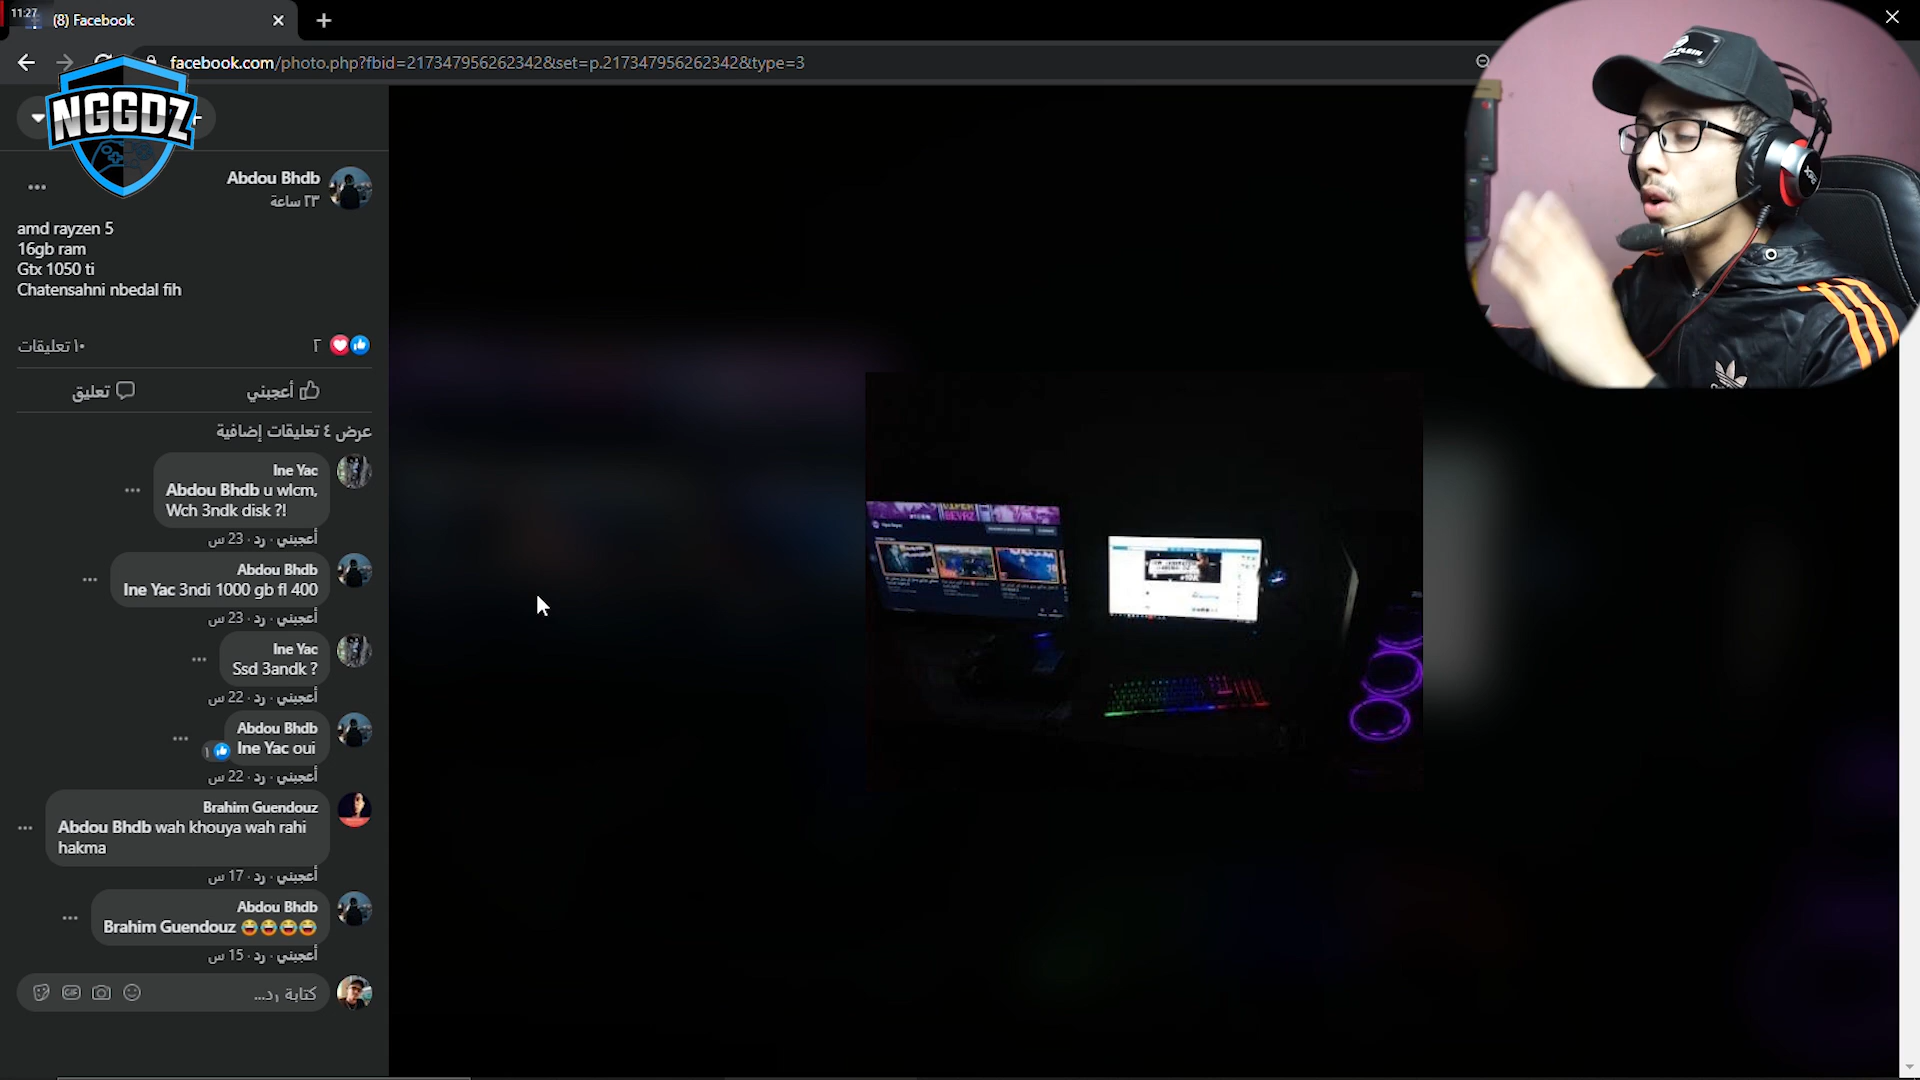 11:27
(8) Facebook
facebook.com/photo.php?fbid=217347956262342&set=p.217347956262342&type=3
NGGDZ
Abdou Bhdb
٢٣ ساعة
amd rayzen 5
16gb ram
Gtx 1050 ti
Chatensahni nbedal fih
٢
١٠ تعليقات
أعجبني
تعليق
عرض ٤ تعليقات إضافية
Ine Yac
Abdou Bhdb u wlcm,
Wch 3ndk disk ?!
أعجبني · رد · 23 س
Abdou Bhdb
Ine Yac 3ndi 1000 gb fl 400
أعجبني · رد · 23 س
Ine Yac
Ssd 3andk ?
أعجبني · رد · 22 س
Abdou Bhdb
Ine Yac oui
١
أعجبني · رد · 22 س
Brahim Guendouz
Abdou Bhdb wah khouya wah rahi
hakma
أعجبني · رد · 17 س
Abdou Bhdb
Brahim Guendouz 😂😂😂😂
أعجبني · رد · 15 س
كتابة رد...
GIF
XPG